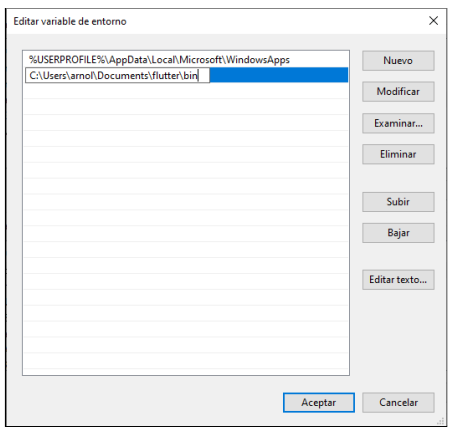 Editar variable de entorno
%USERPROFILE%\AppData\Local\Microsoft\WindowsApps
C:\Users\arnol\Documents\flutter\bin
Nuevo
Modificar
Examinar...
Eliminar
Subir
Bajar
Editar texto...
Aceptar
Cancelar